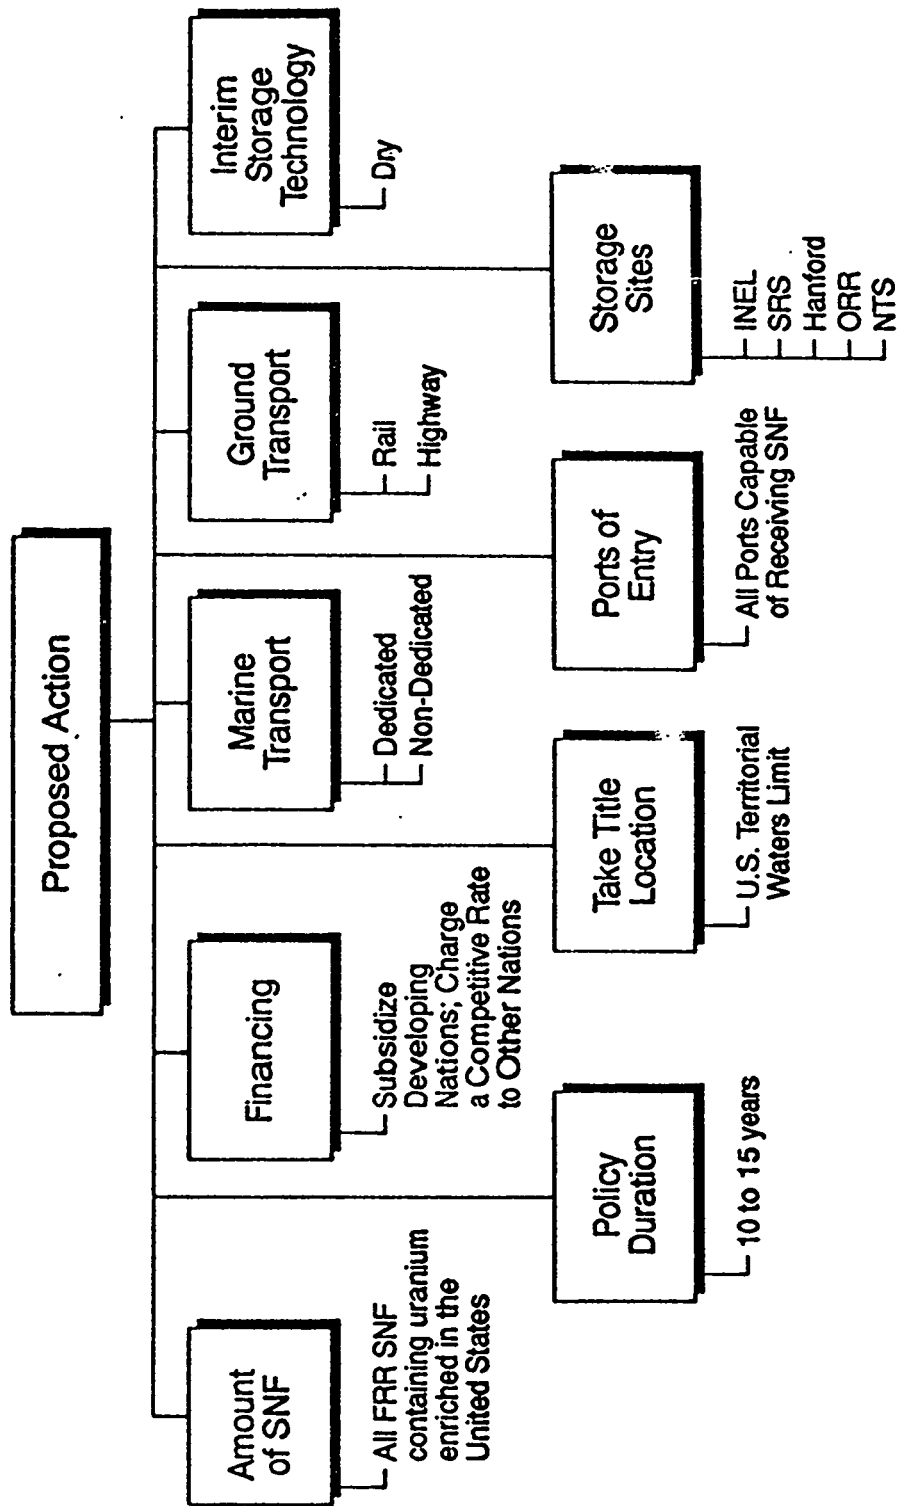 Proposed Action
Amount
of SNF
All FRR SNF
containing uranium
enriched in the
United States
Financing
Subsidize
Developing
Nations; Charge
a Competitive Rate
to Other Nations
Marine
Transport
Dedicated
Non-Dedicated
Ground
Transport
Rail
Highway
Interim
Storage
Technology
Dry
Policy
Duration
10 to 15 years
Take Title
Location
U.S. Territorial
Waters Limit
Ports of
Entry
All Ports Capable
of Receiving SNF
Storage
Sites
INEL
SRS
Hanford
ORR
NTS